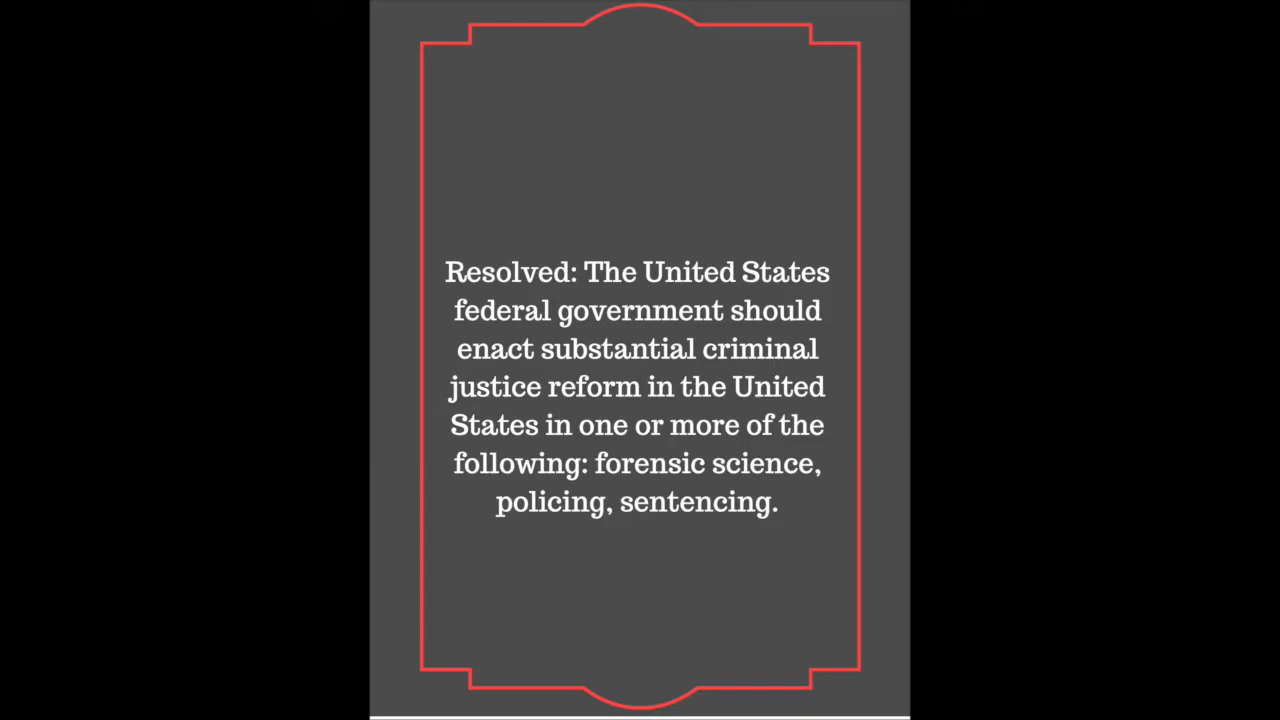 Resolved: The United States
federal government should
enact substantial criminal
justice reform in the United
States in one or more of the
following: forensic science,
policing, sentencing.